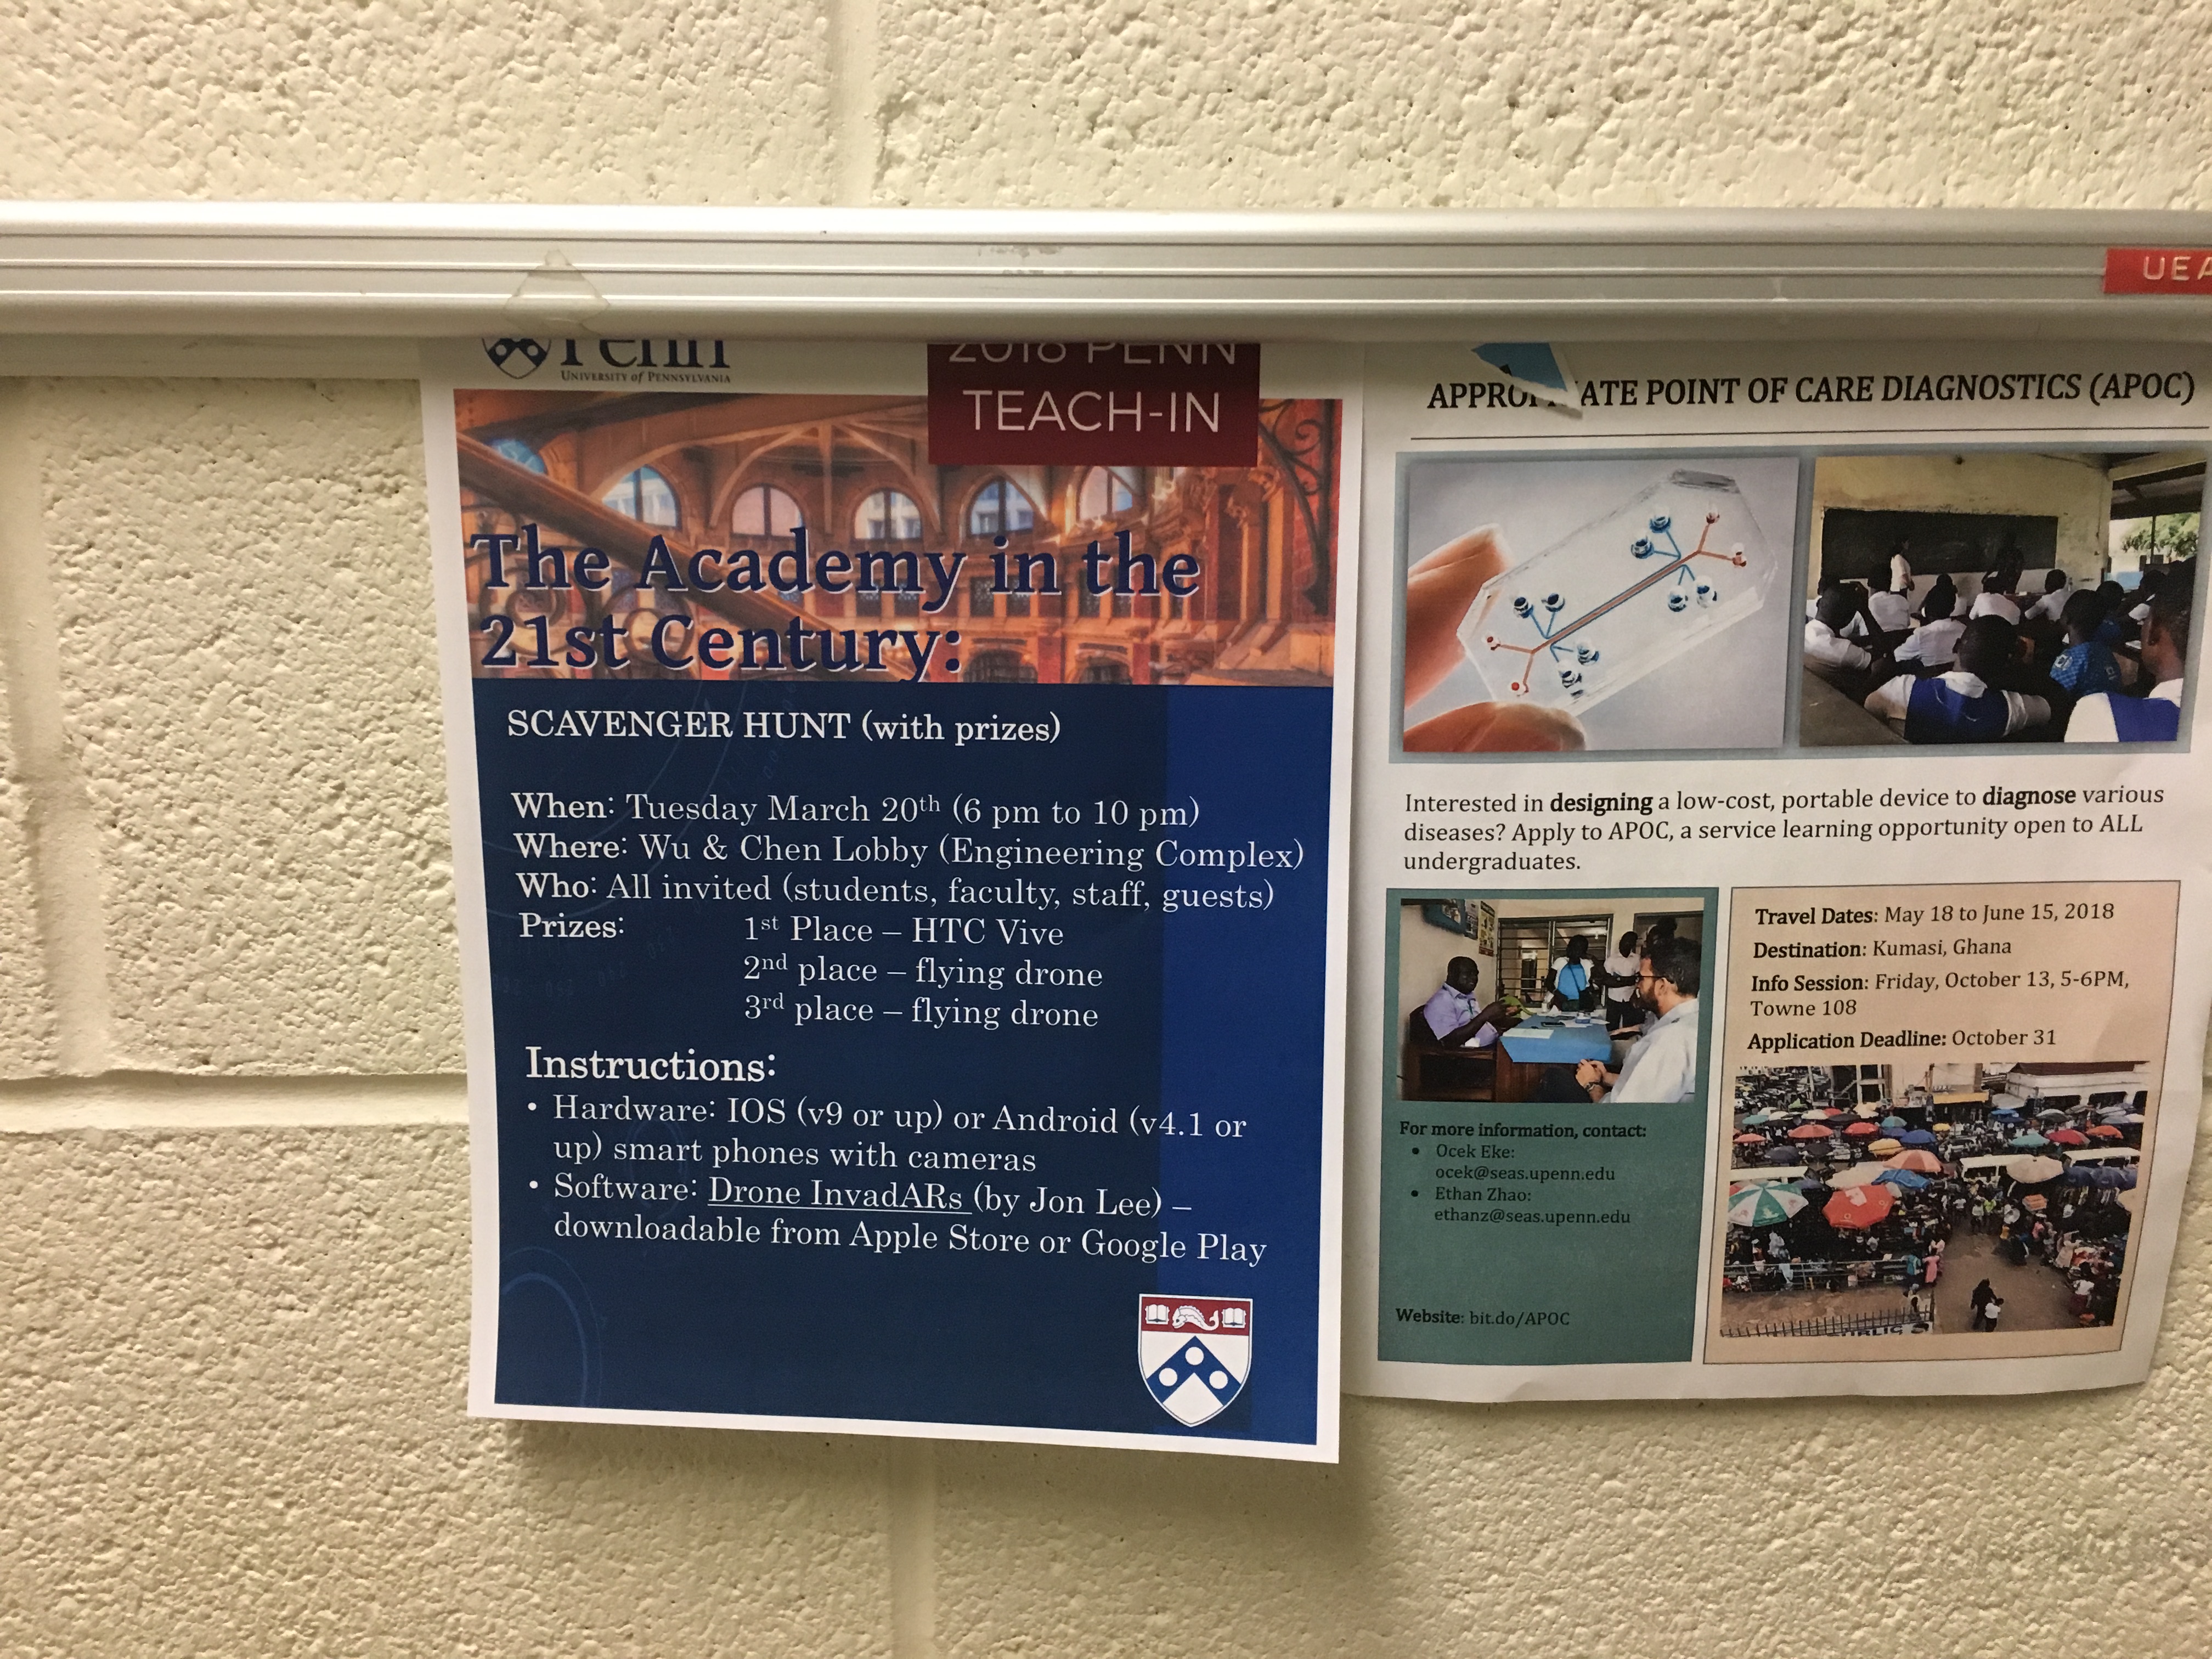 UEA
Penn
UNIVERSITY of PENNSYLVANIA
2018 PENN
TEACH-IN
The Academy in the
21st Century:
SCAVENGER HUNT (with prizes)
When: Tuesday March 20th (6 pm to 10 pm)
Where: Wu & Chen Lobby (Engineering Complex)
Who: All invited (students, faculty, staff, guests)
Prizes: 1st Place – HTC Vive
2nd place – flying drone
3rd place – flying drone
Instructions:
• Hardware: IOS (v9 or up) or Android (v4.1 or
up) smart phones with cameras
• Software: Drone InvadARs (by Jon Lee) –
downloadable from Apple Store or Google Play
APPROPRIATE POINT OF CARE DIAGNOSTICS (APOC)
Interested in designing a low-cost, portable device to diagnose various
diseases? Apply to APOC, a service learning opportunity open to ALL
undergraduates.
Travel Dates: May 18 to June 15, 2018
Destination: Kumasi, Ghana
Info Session: Friday, October 13, 5-6PM,
Towne 108
Application Deadline: October 31
For more information, contact:
• Ocek Eke:
ocek@seas.upenn.edu
• Ethan Zhao:
ethanz@seas.upenn.edu
Website: bit.do/APOC